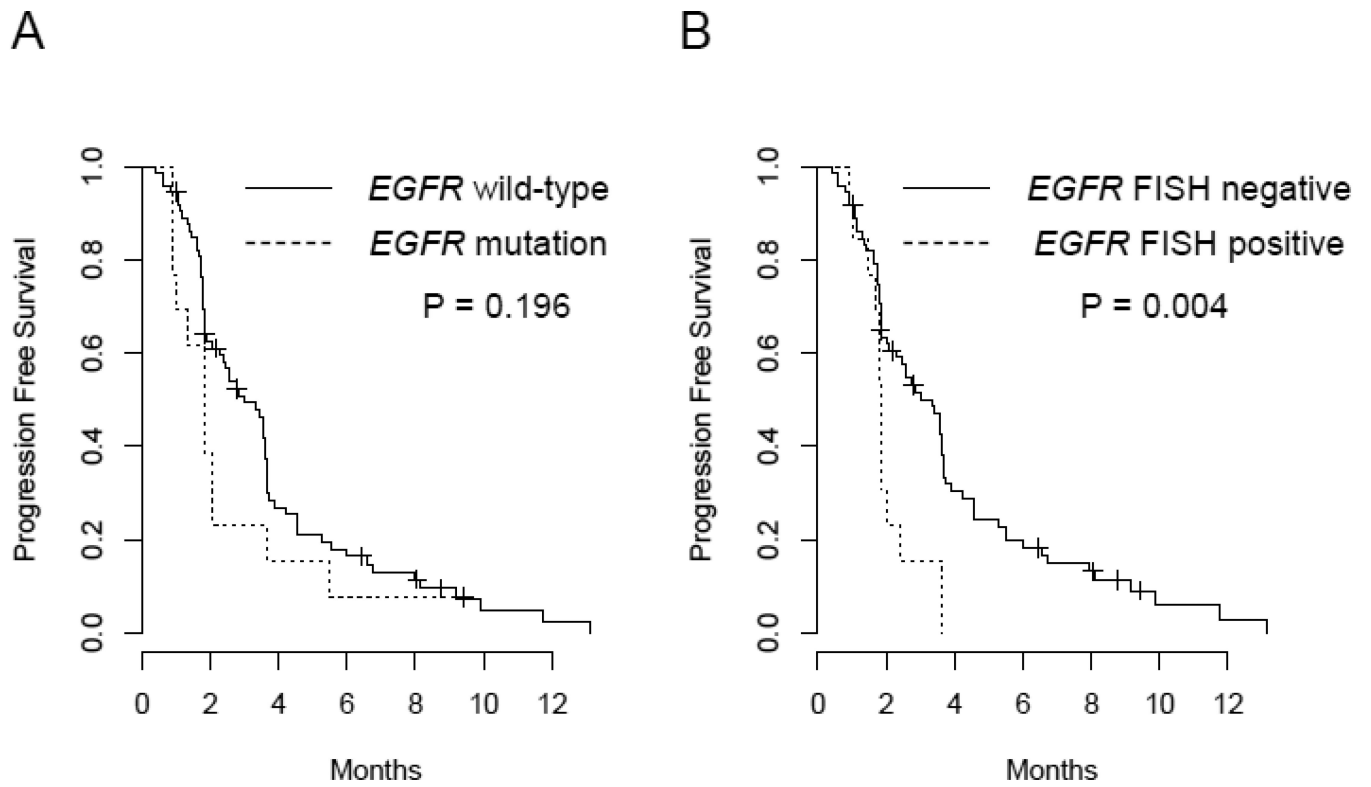 A
B
EGFR wild-type
EGFR mutation
P = 0.196
Progression Free Survival
0.0 0.2 0.4 0.6 0.8 1.0
0 2 4 6 8 10 12
Months
EGFR FISH negative
EGFR FISH positive
P = 0.004
Progression Free Survival
0.0 0.2 0.4 0.6 0.8 1.0
0 2 4 6 8 10 12
Months